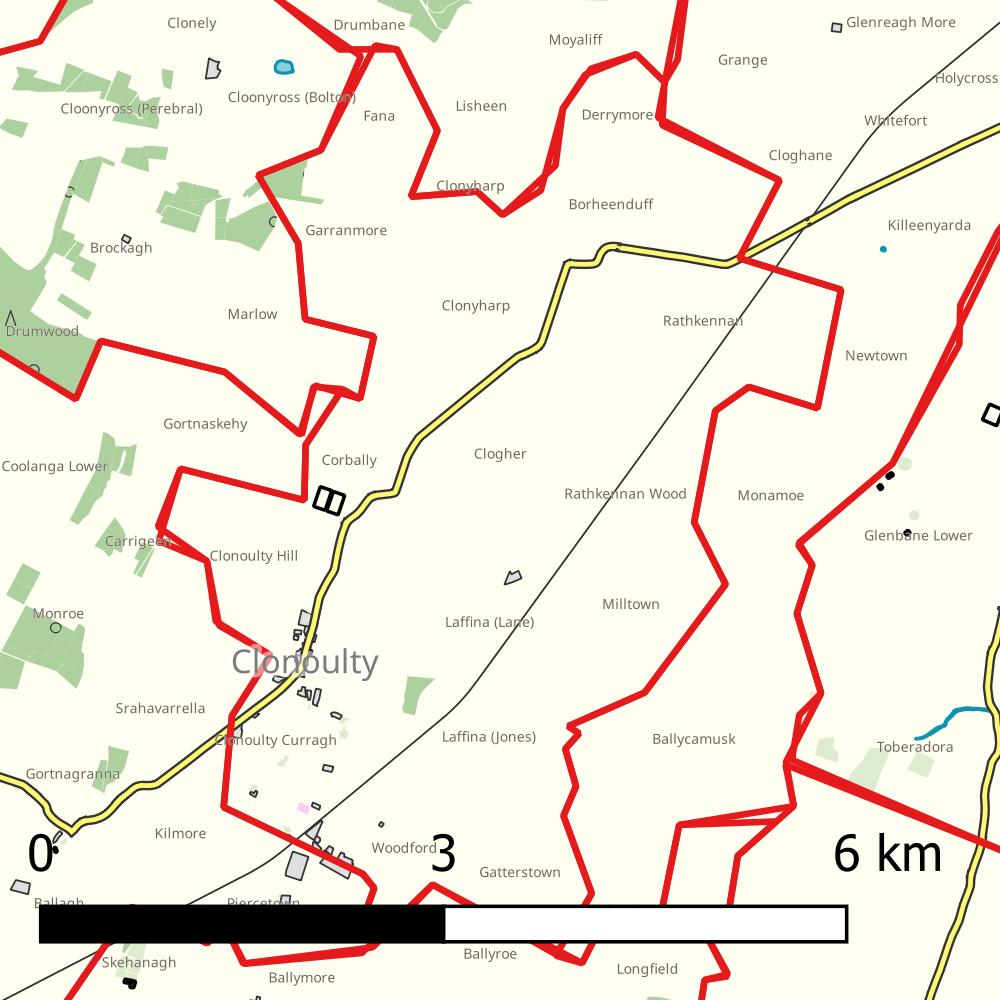 Clonely
Drumbane
Glenreagh More
Moyaliff
Grange
Holycross
Cloonyross (Bolton)
Cloonyross (Perebral)
Lisheen
Fana
Derrymore
Whitefort
Cloghane
Clonyharp
Borheenduff
Garranmore
Killeenyarda
Brockagh
Clonyharp
Marlow
Rathkennan
Drumwood
Newtown
Gortnaskehy
Clogher
Corbally
Coolanga Lower
Rathkennan Wood
Monamoe
Glenbane Lower
Carrigeen
Clonoulty Hill
Milltown
Monroe
Laffina (Lane)
Clonoulty
Srahavarrella
Laffina (Jones)
Clonoulty Curragh
Ballycamusk
Toberadora
Gortnagranna
Kilmore
Woodford
0 3 6 km
Gatterstown
Ballagh
Piercetown
Ballyroe
Skehanagh
Longfield
Ballymore